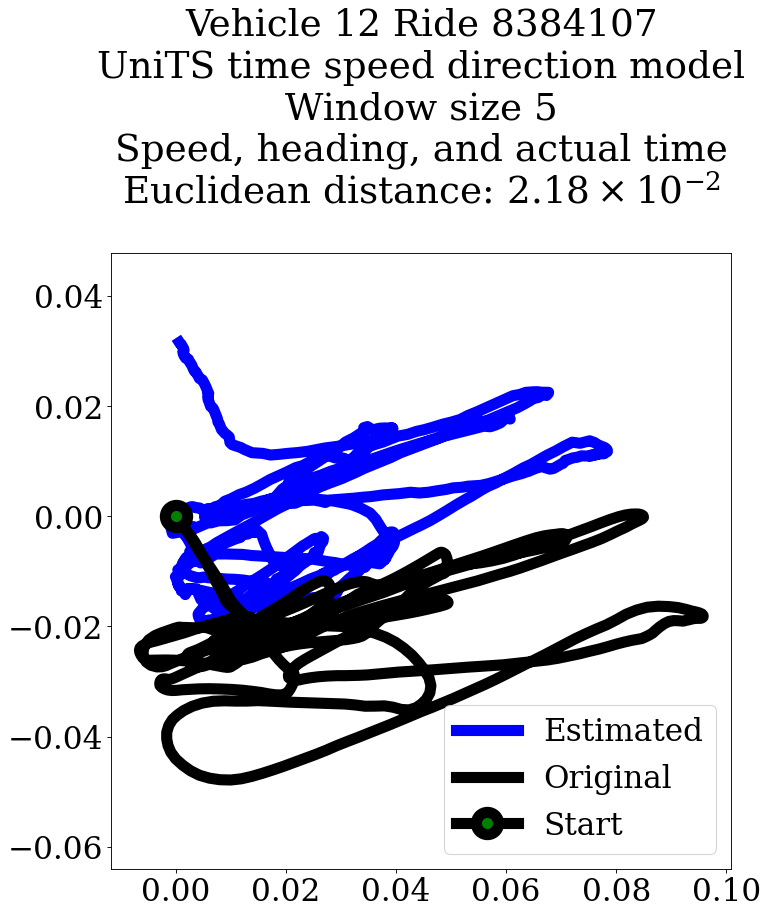 Vehicle 12 Ride 8384107
UniTS time speed direction model
Window size 5
Speed, heading, and actual time
Euclidean distance: 2.18 × 10⁻²
0.04
0.02
0.00
−0.02
−0.04
−0.06
Estimated
Original
Start
0.00 0.02 0.04 0.06 0.08 0.10